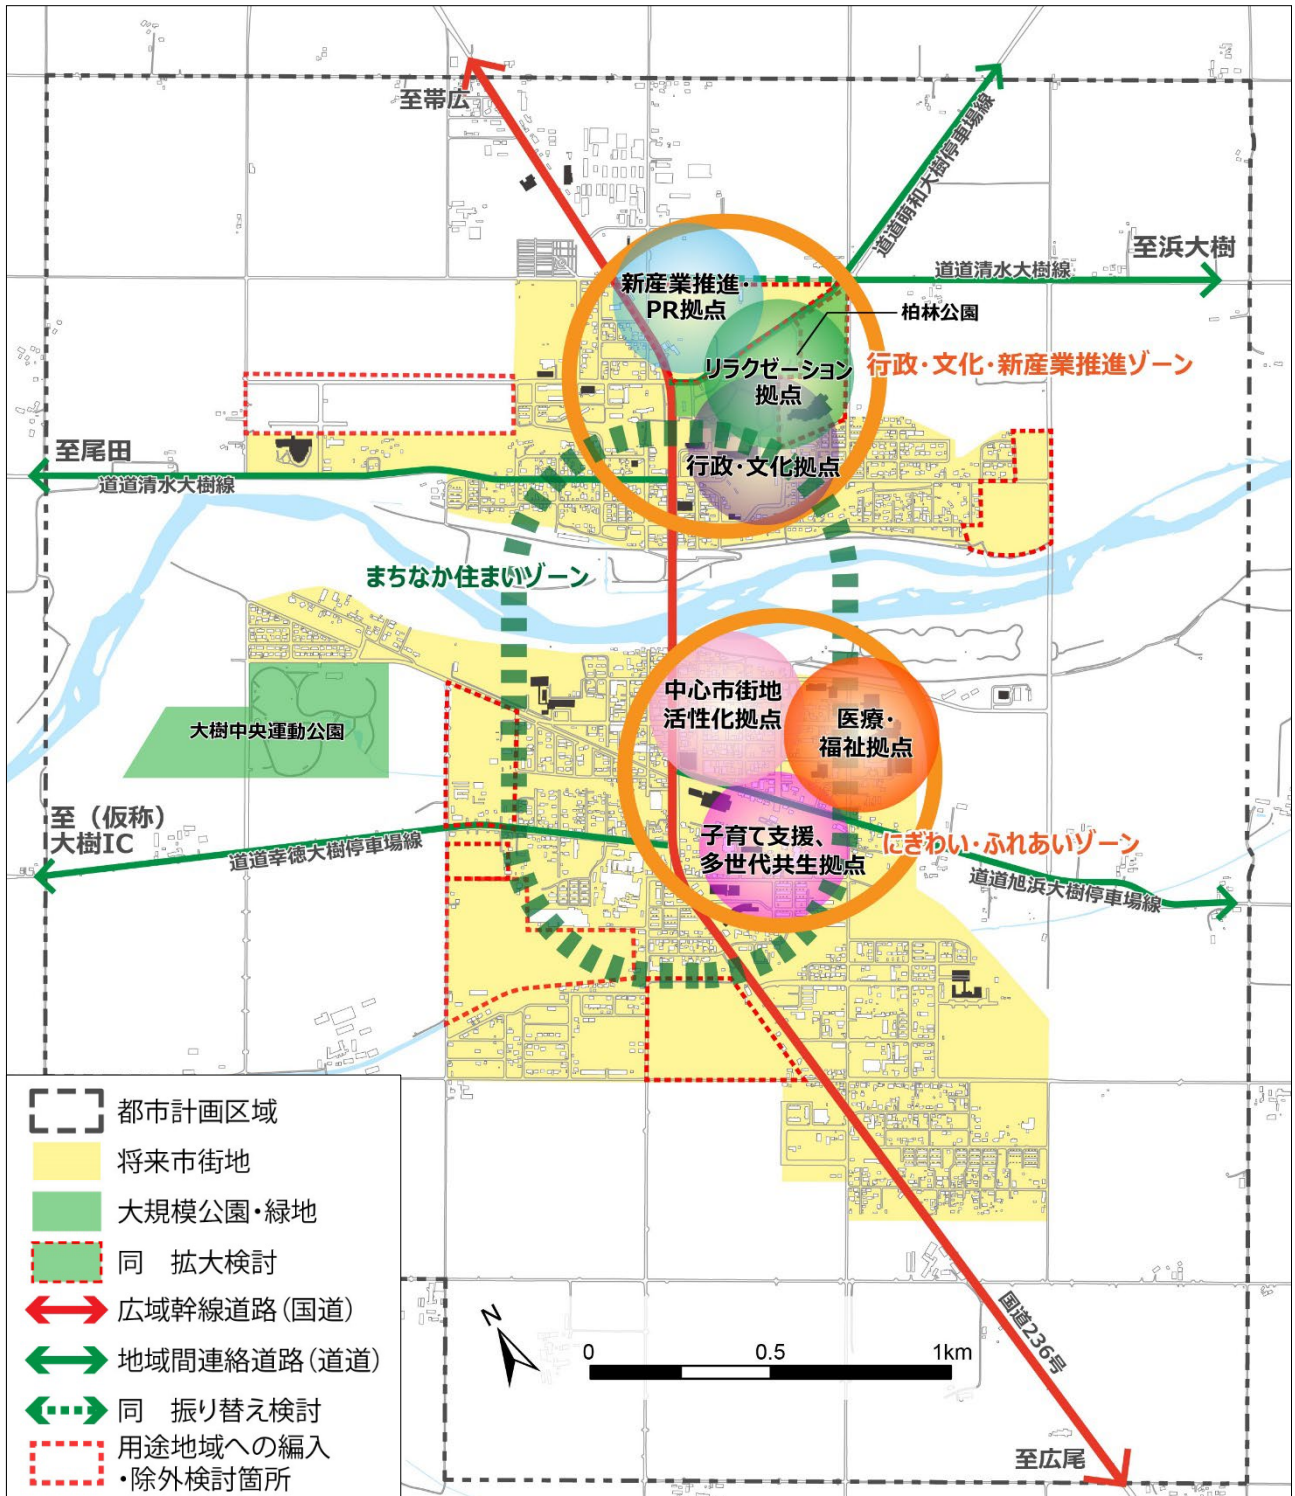 至帯広
道道萌和大樹停車場線
至浜大樹
道道清水大樹線
新産業推進・
PR拠点
柏林公園
リラクゼーション
拠点
行政・文化・新産業推進ゾーン
至尾田
道道清水大樹線
行政・文化拠点
まちなか住まいゾーン
中心市街地
活性化拠点
医療・
福祉拠点
大樹中央運動公園
至（仮称）
大樹IC
道道幸徳大樹停車場線
子育て支援、
多世代共生拠点
にぎわい・ふれあいゾーン
道道旭浜大樹停車場線
都市計画区域
将来市街地
大規模公園・緑地
同　拡大検討
広域幹線道路（国道）
地域間連絡道路（道道）
同　振り替え検討
用途地域への編入
・除外検討箇所
N
0 0.5 1km
国道236号
至広尾